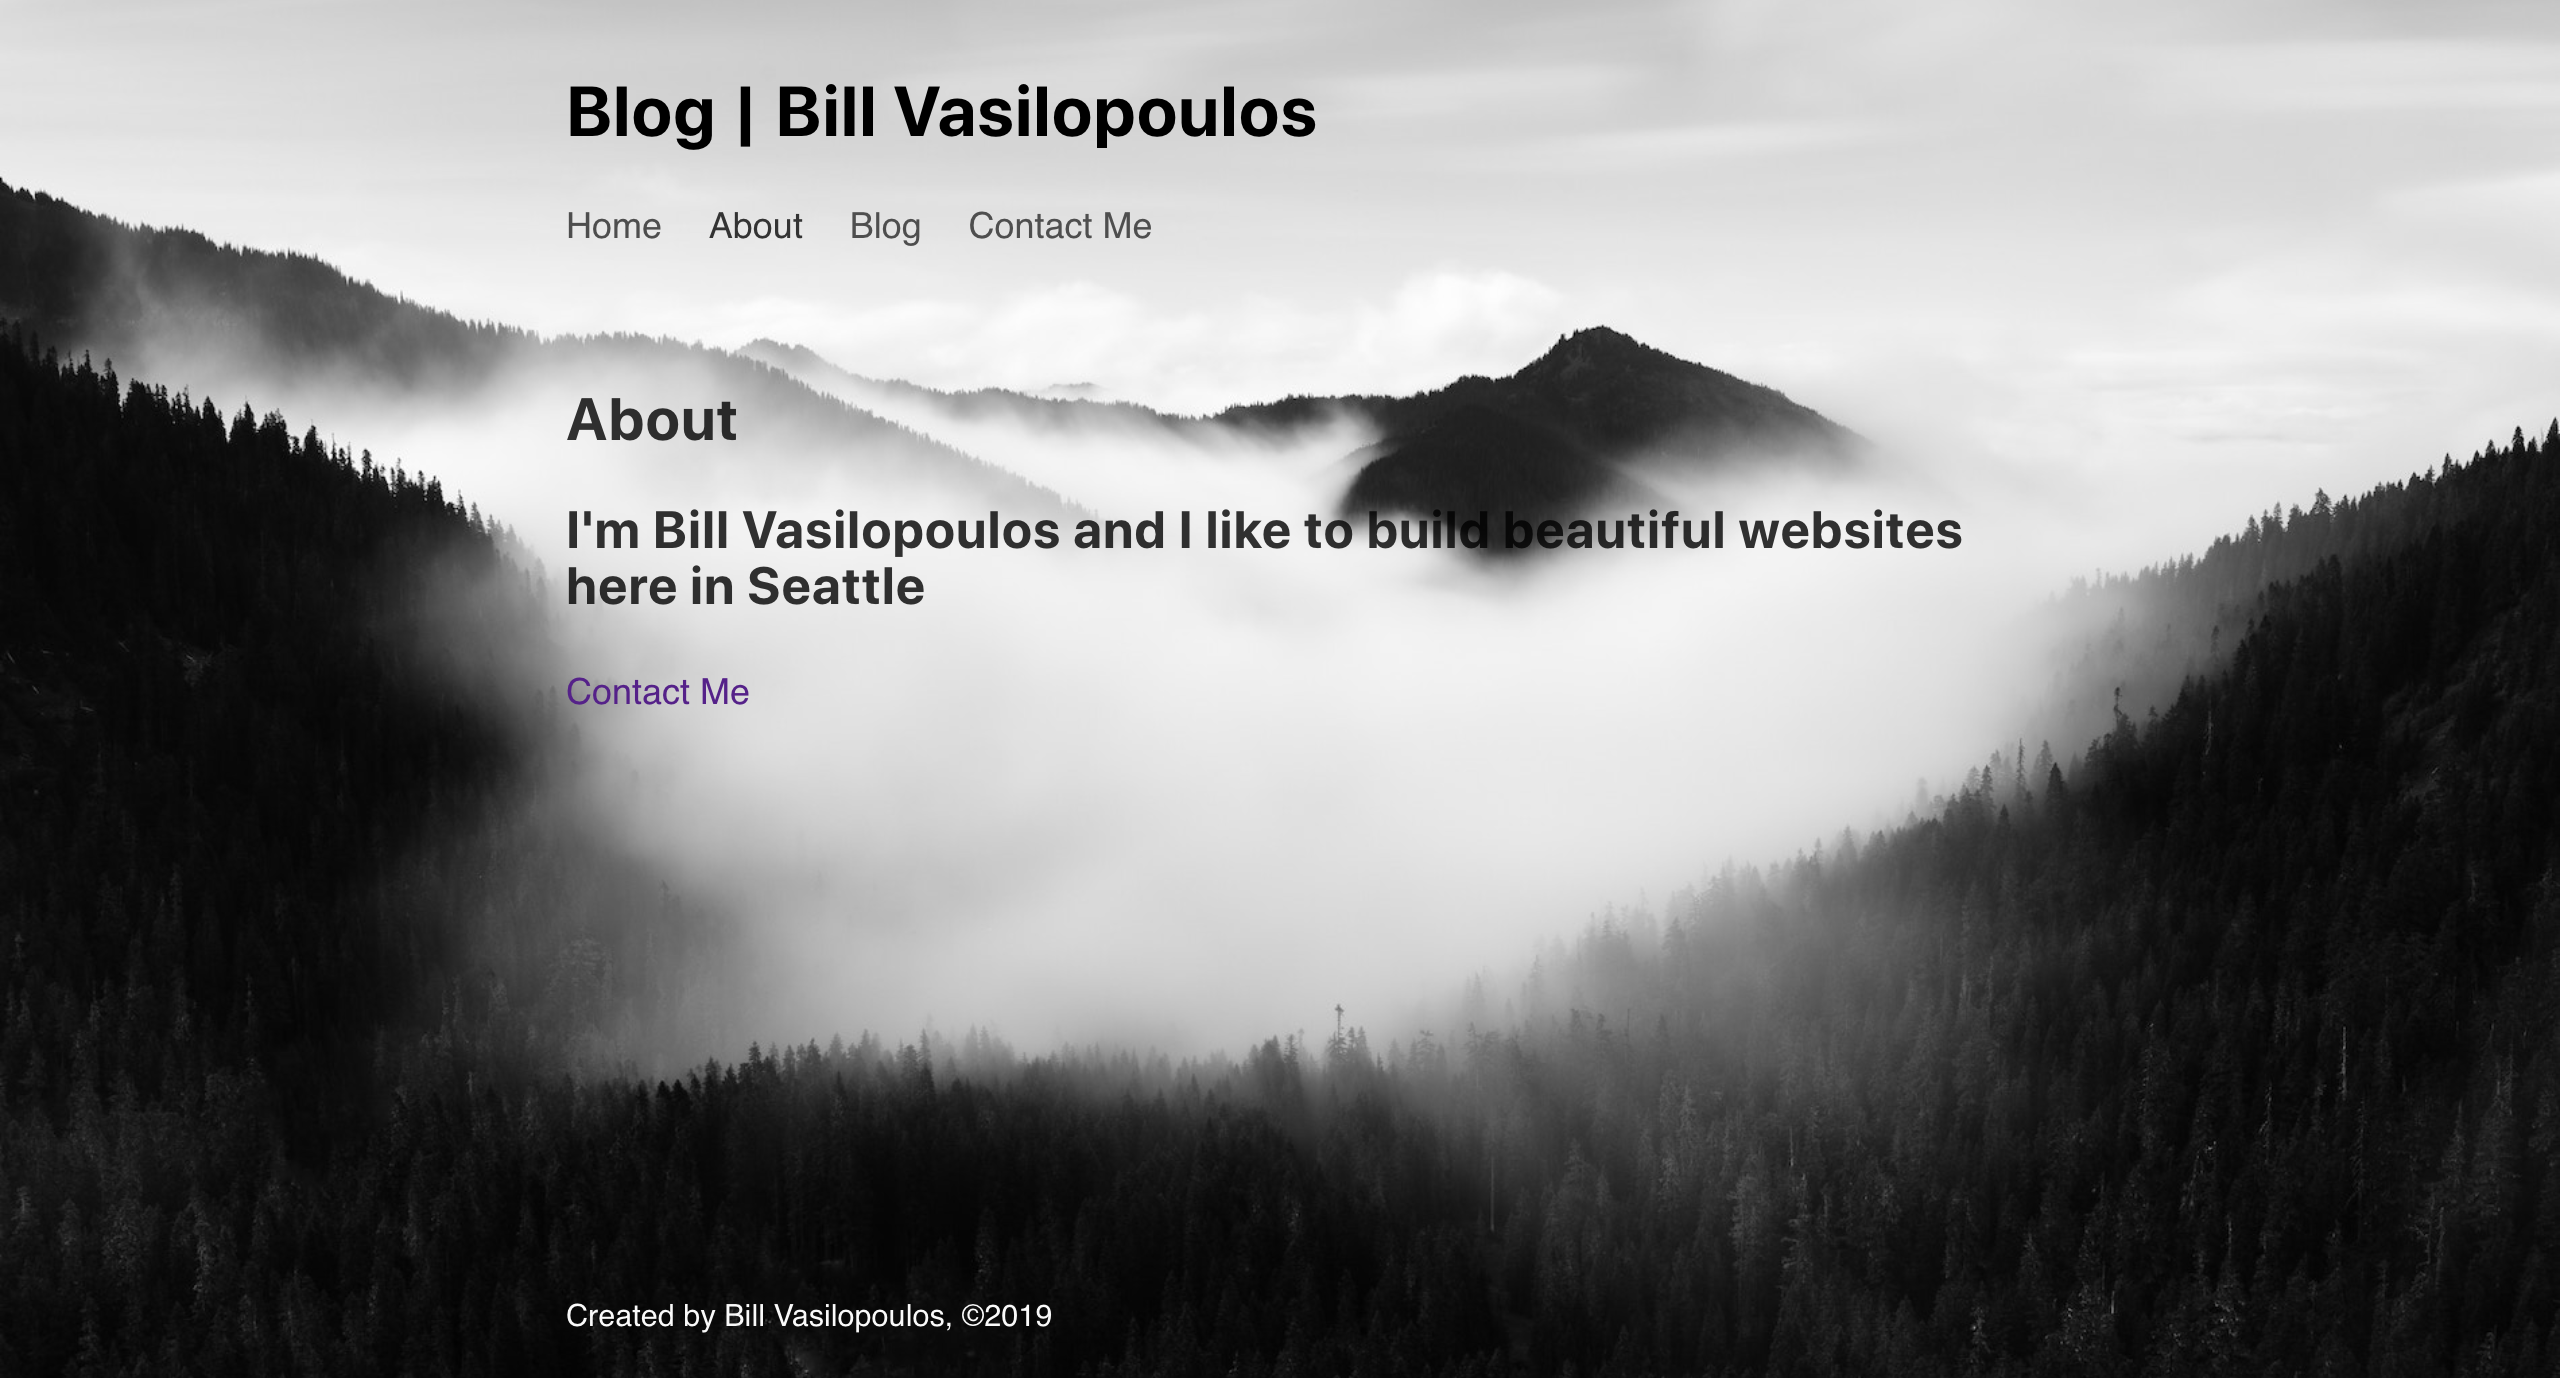 Blog | Bill Vasilopoulos
Home About Blog Contact Me
About
I'm Bill Vasilopoulos and I like to build beautiful websites
here in Seattle
Contact Me
Created by Bill Vasilopoulos, ©2019